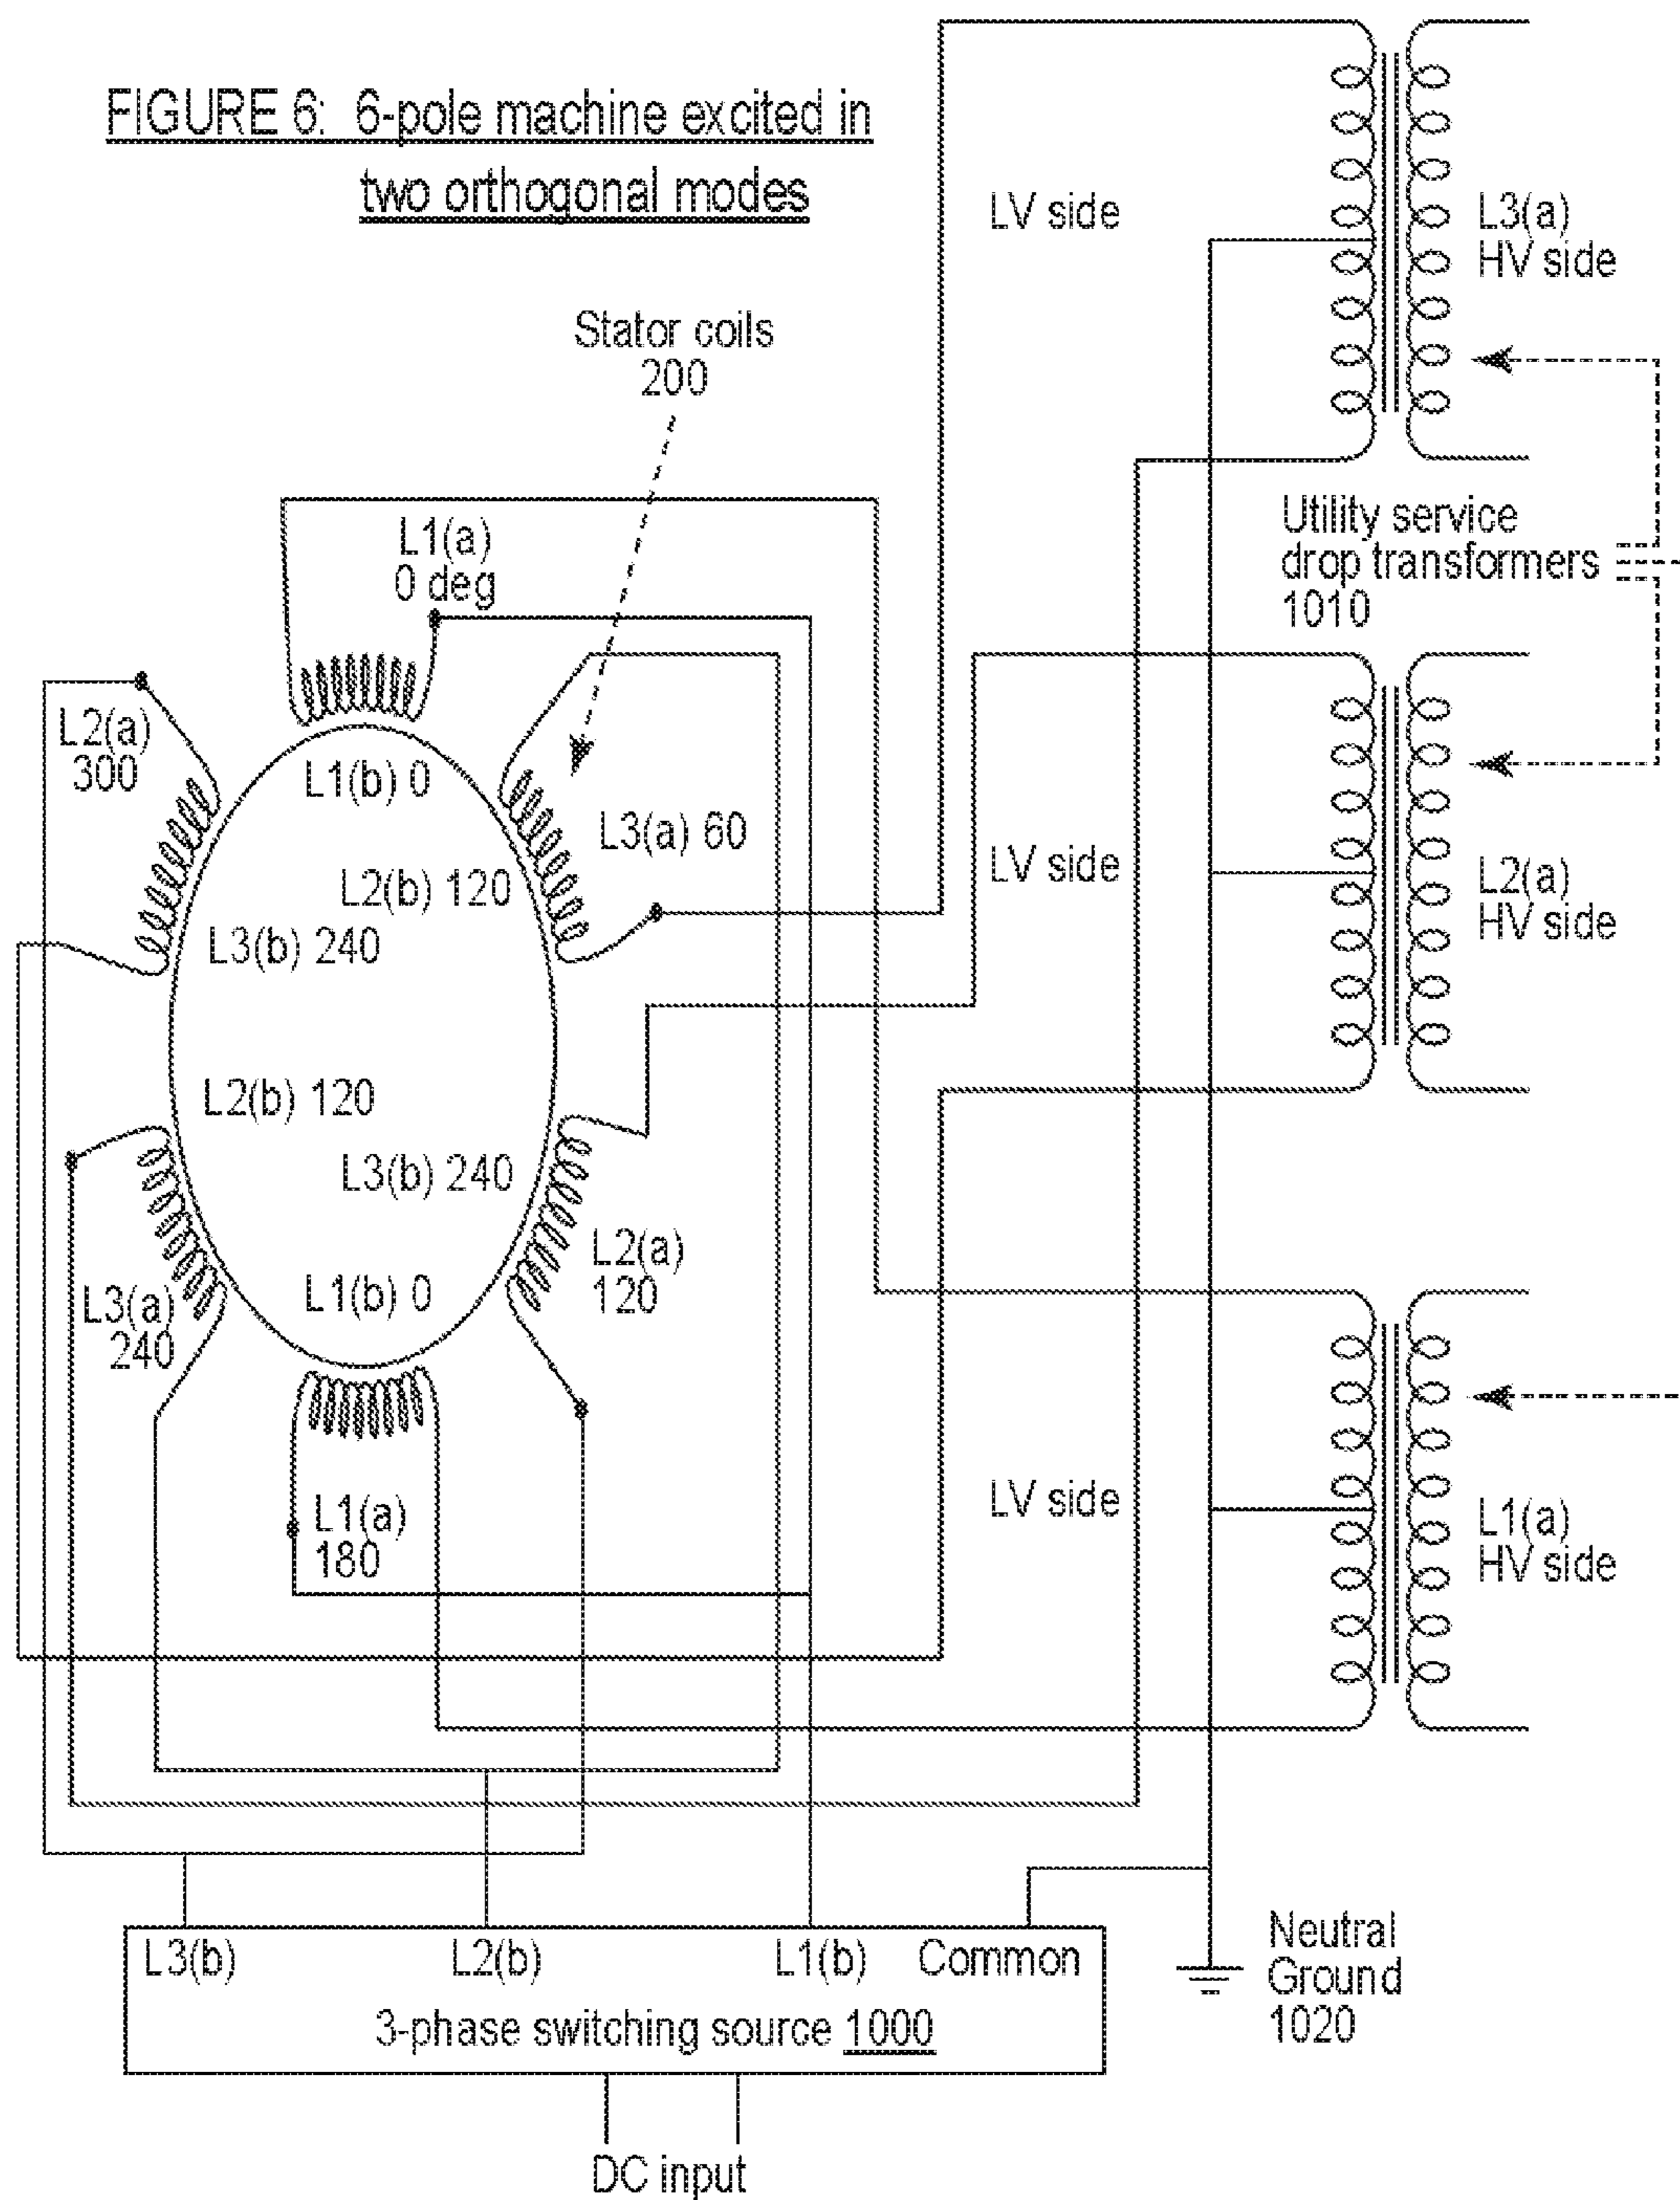 FIGURE 6: 6-pole machine excited in
two orthogonal modes
LV side
L3(a)
HV side
Stator coils
200
Utility service
drop transformers
1010
L1(a)
0 deg
L2(a)
300
L1(b) 0
L3(a) 60
L2(b) 120
L3(b) 240
LV side
L2(a)
HV side
L2(b) 120
L3(b) 240
L2(a)
120
L3(a)
240
L1(b) 0
L1(a)
180
LV side
L1(a)
HV side
L3(b)
L2(b)
L1(b)
Common
3-phase switching source 1000
Neutral
Ground
1020
DC input